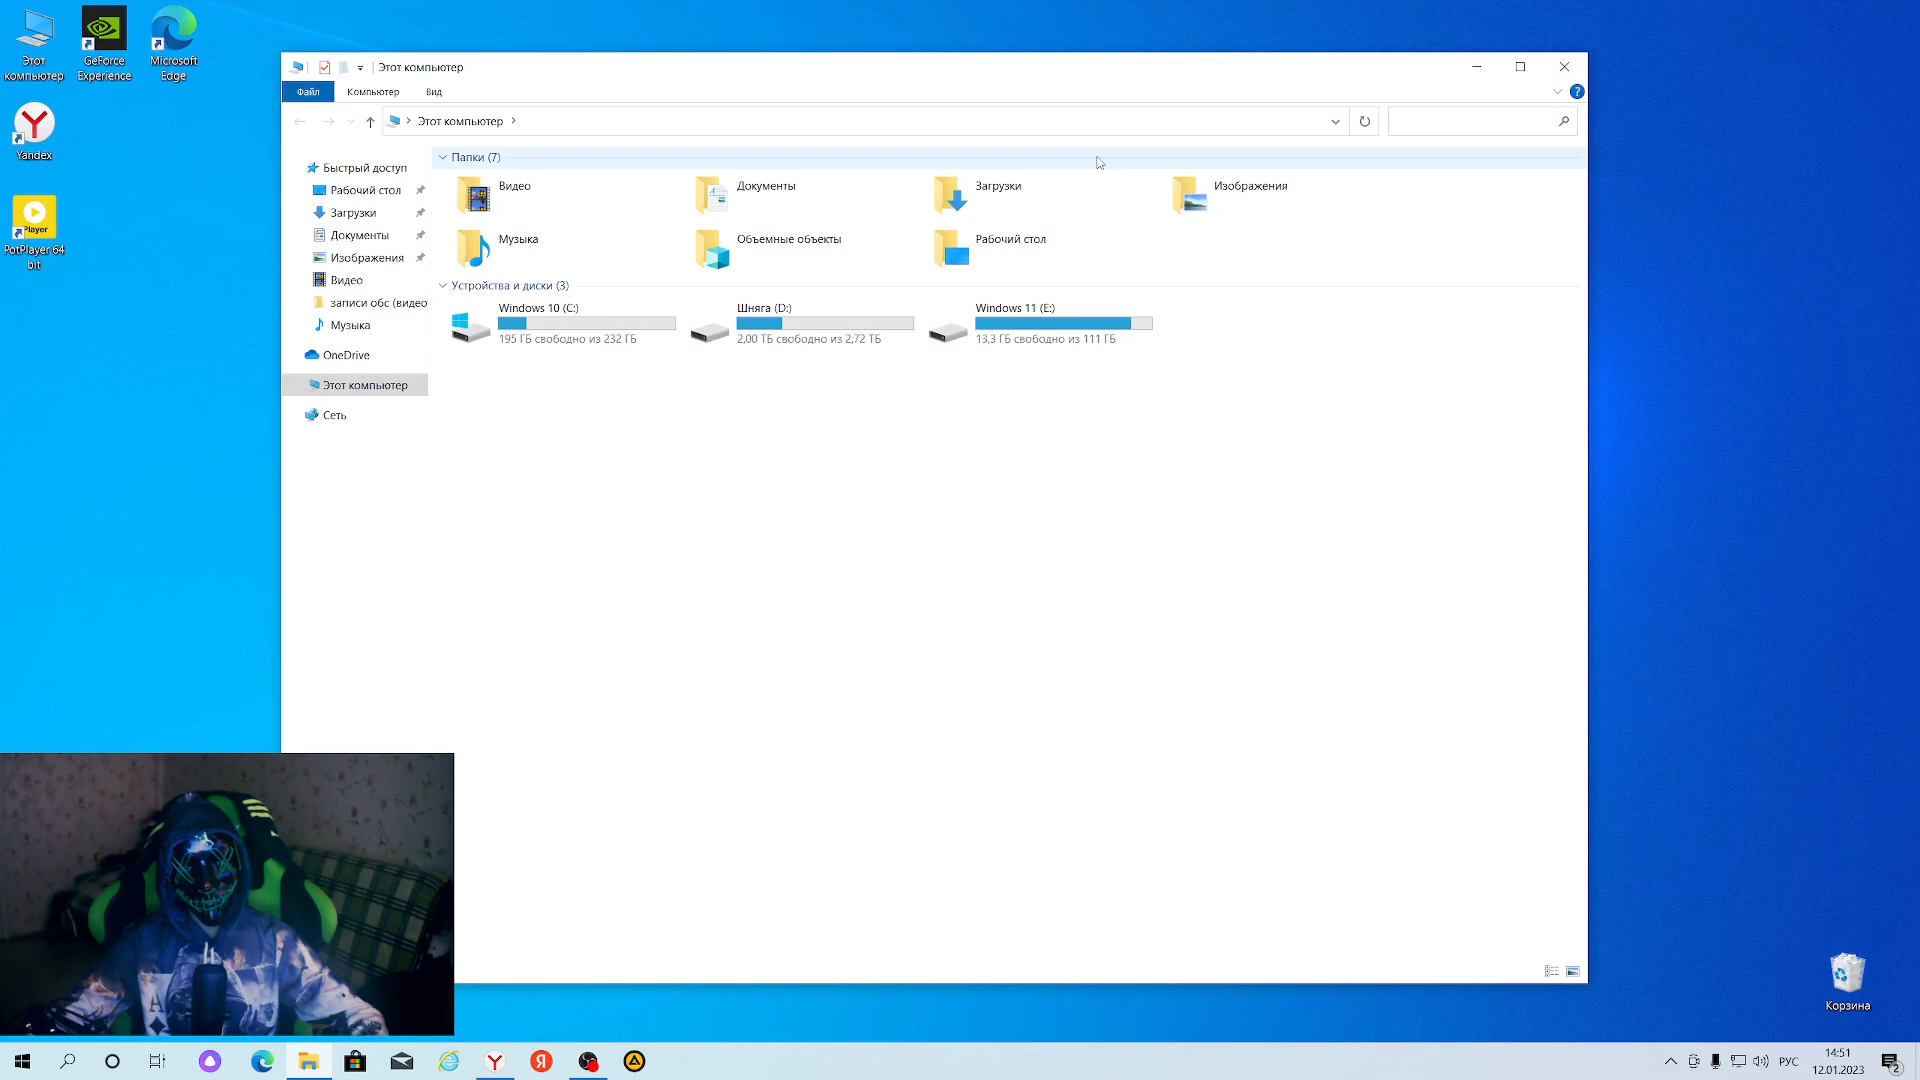 Этот компьютер
GeForce Experience
Microsoft Edge
Yandex
Player
PotPlayer 64 bit
Этот компьютер
Файл
Компьютер
Вид
?
Этот компьютер
Быстрый доступ
Рабочий стол
Загрузки
Документы
Изображения
Видео
записи обс (видео
Музыка
OneDrive
Этот компьютер
Сеть
Папки (7)
Видео
Документы
Загрузки
Изображения
Музыка
Объемные объекты
Рабочий стол
Устройства и диски (3)
Windows 10 (C:)
195 ГБ свободно из 232 ГБ
Шняга (D:)
2,00 ТБ свободно из 2,72 ТБ
Windows 11 (E:)
13,3 ГБ свободно из 111 ГБ
A
Корзина
Y
Я
РУС
14:51
12.01.2023
2